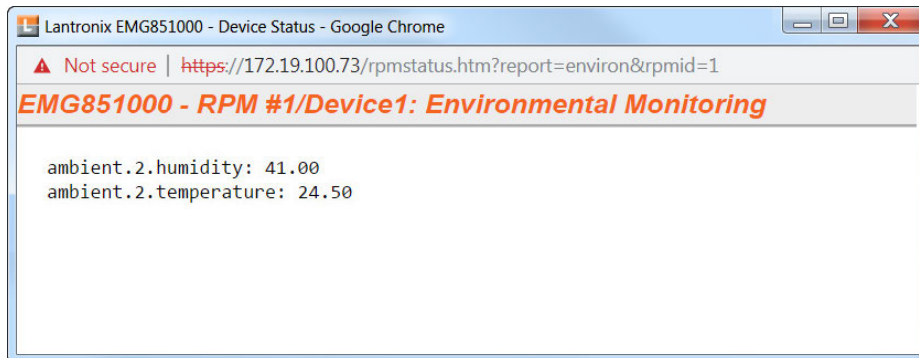 Lantronix EMG851000 - Device Status - Google Chrome
Not secure | https://172.19.100.73/rpmstatus.htm?report=environ&rpmid=1
EMG851000 - RPM #1/Device1: Environmental Monitoring
ambient.2.humidity: 41.00
ambient.2.temperature: 24.50